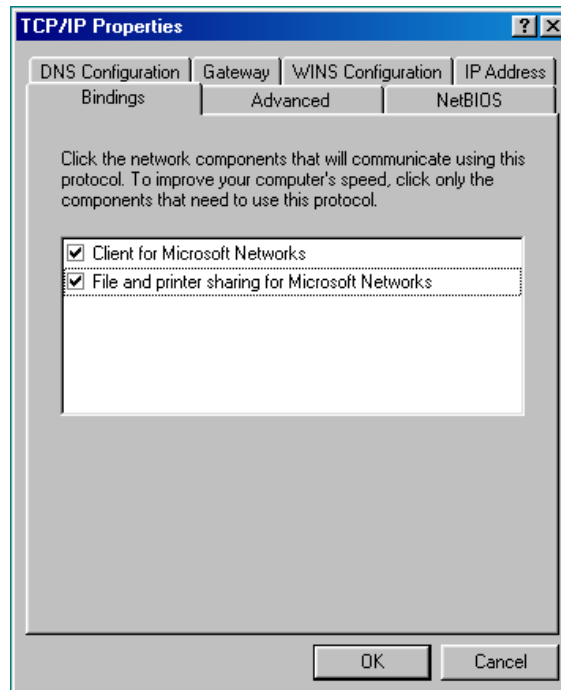 TCP/IP Properties
DNS Configuration Gateway WINS Configuration IP Address
Bindings Advanced NetBIOS
Click the network components that will communicate using this
protocol. To improve your computer's speed, click only the
components that need to use this protocol.
Client for Microsoft Networks
File and printer sharing for Microsoft Networks
OK Cancel